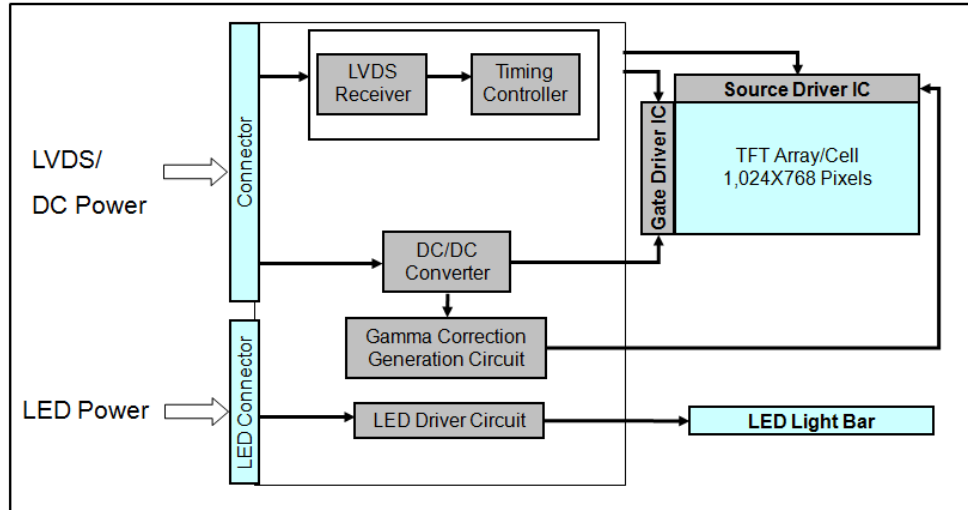 LVDS/
DC Power
LED Power
Connector
LED Connector
LVDS
Receiver
Timing
Controller
DC/DC
Converter
Gamma Correction
Generation Circuit
LED Driver Circuit
Gate Driver IC
Source Driver IC
TFT Array/Cell
1,024X768 Pixels
LED Light Bar